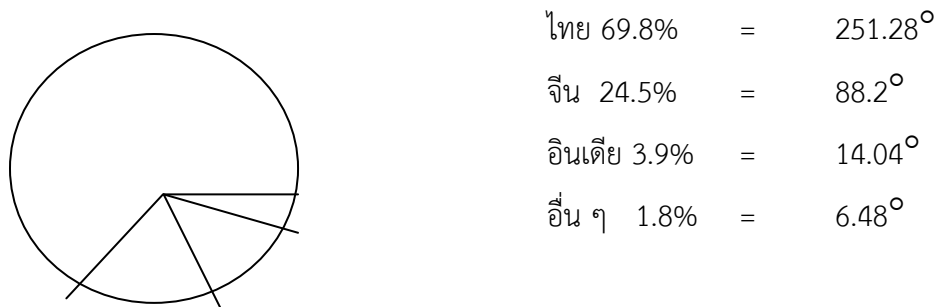 ไทย 69.8% = 251.28°
จีน 24.5% = 88.2°
อินเดีย 3.9% = 14.04°
อื่น ๆ 1.8% = 6.48°